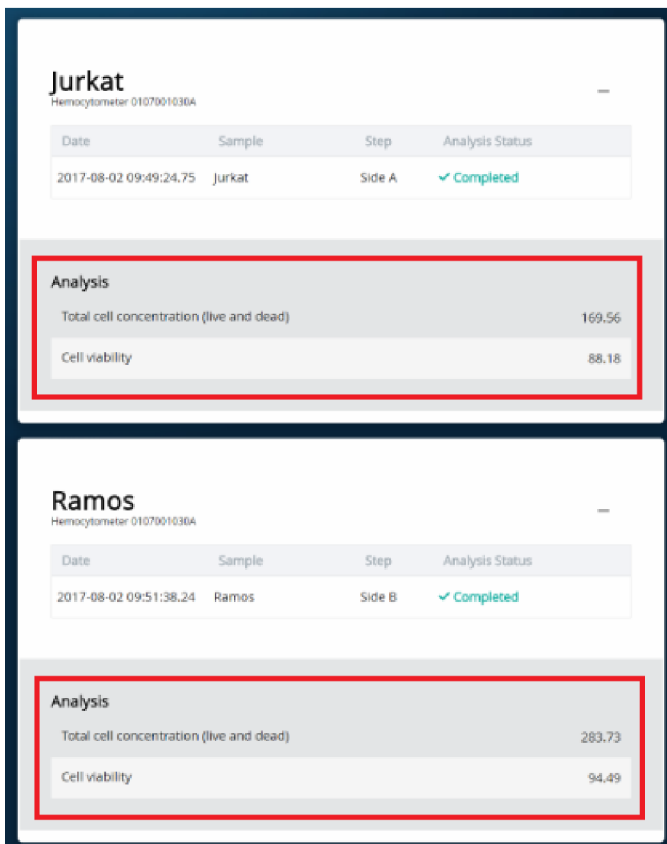 Jurkat
Hemocytometer 0107001030A
Date Sample Step Analysis Status
2017-08-02 09:49:24.75 Jurkat Side A ✓ Completed
Analysis
Total cell concentration (live and dead) 169.56
Cell viability 88.18
Ramos
Hemocytometer 0107001030A
Date Sample Step Analysis Status
2017-08-02 09:51:38.24 Ramos Side B ✓ Completed
Analysis
Total cell concentration (live and dead) 283.73
Cell viability 94.49